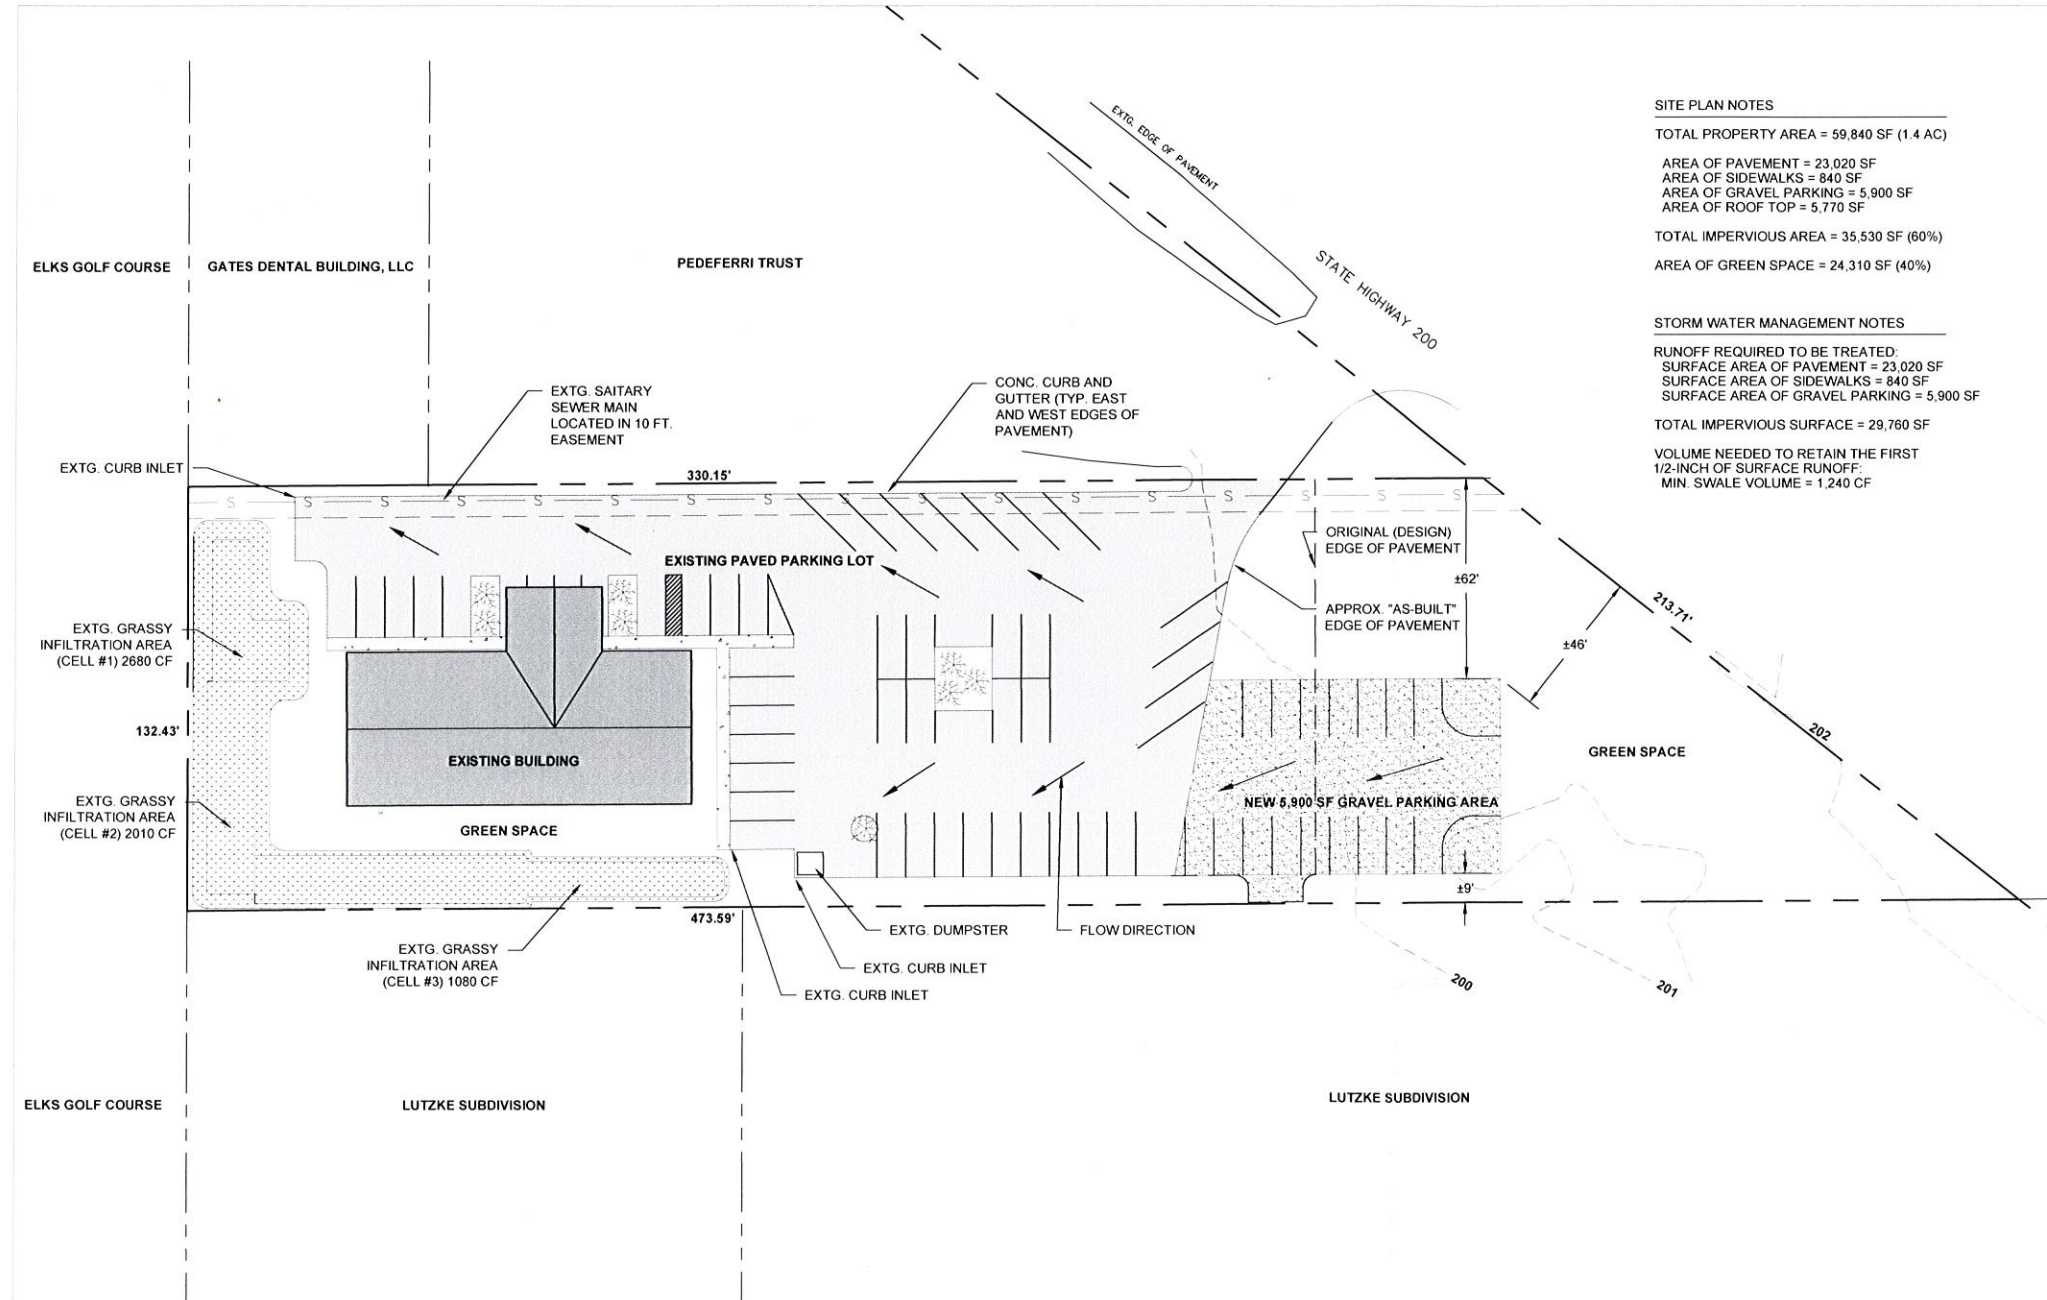 EXTG. EDGE OF PAVEMENT
STATE HIGHWAY 200
SITE PLAN NOTES
TOTAL PROPERTY AREA = 59,840 SF (1.4 AC)
AREA OF PAVEMENT = 23,020 SF
AREA OF SIDEWALKS = 840 SF
AREA OF GRAVEL PARKING = 5,900 SF
AREA OF ROOF TOP = 5,770 SF
TOTAL IMPERVIOUS AREA = 35,530 SF (60%)
AREA OF GREEN SPACE = 24,310 SF (40%)
STORM WATER MANAGEMENT NOTES
RUNOFF REQUIRED TO BE TREATED:
SURFACE AREA OF PAVEMENT = 23,020 SF
SURFACE AREA OF SIDEWALKS = 840 SF
SURFACE AREA OF GRAVEL PARKING = 5,900 SF
TOTAL IMPERVIOUS SURFACE = 29,760 SF
VOLUME NEEDED TO RETAIN THE FIRST
1/2-INCH OF SURFACE RUNOFF:
MIN. SWALE VOLUME = 1,240 CF
ELKS GOLF COURSE
GATES DENTAL BUILDING, LLC
PEDEFERRI TRUST
EXTG. SAITARY
SEWER MAIN
LOCATED IN 10 FT.
EASEMENT
CONC. CURB AND
GUTTER (TYP. EAST
AND WEST EDGES OF
PAVEMENT)
EXTG. CURB INLET
330.15'
S S S S S S S S S S S S S S S S S
ORIGINAL (DESIGN)
EDGE OF PAVEMENT
EXISTING PAVED PARKING LOT
±62'
APPROX. "AS-BUILT"
EDGE OF PAVEMENT
213.71'
±46'
EXTG. GRASSY
INFILTRATION AREA
(CELL #1) 2680 CF
132.43'
202
GREEN SPACE
EXISTING BUILDING
NEW 5,900 SF GRAVEL PARKING AREA
EXTG. GRASSY
INFILTRATION AREA
(CELL #2) 2010 CF
GREEN SPACE
±9'
473.59'
EXTG. DUMPSTER
FLOW DIRECTION
EXTG. GRASSY
INFILTRATION AREA
(CELL #3) 1080 CF
EXTG. CURB INLET
EXTG. CURB INLET
200
201
ELKS GOLF COURSE
LUTZKE SUBDIVISION
LUTZKE SUBDIVISION